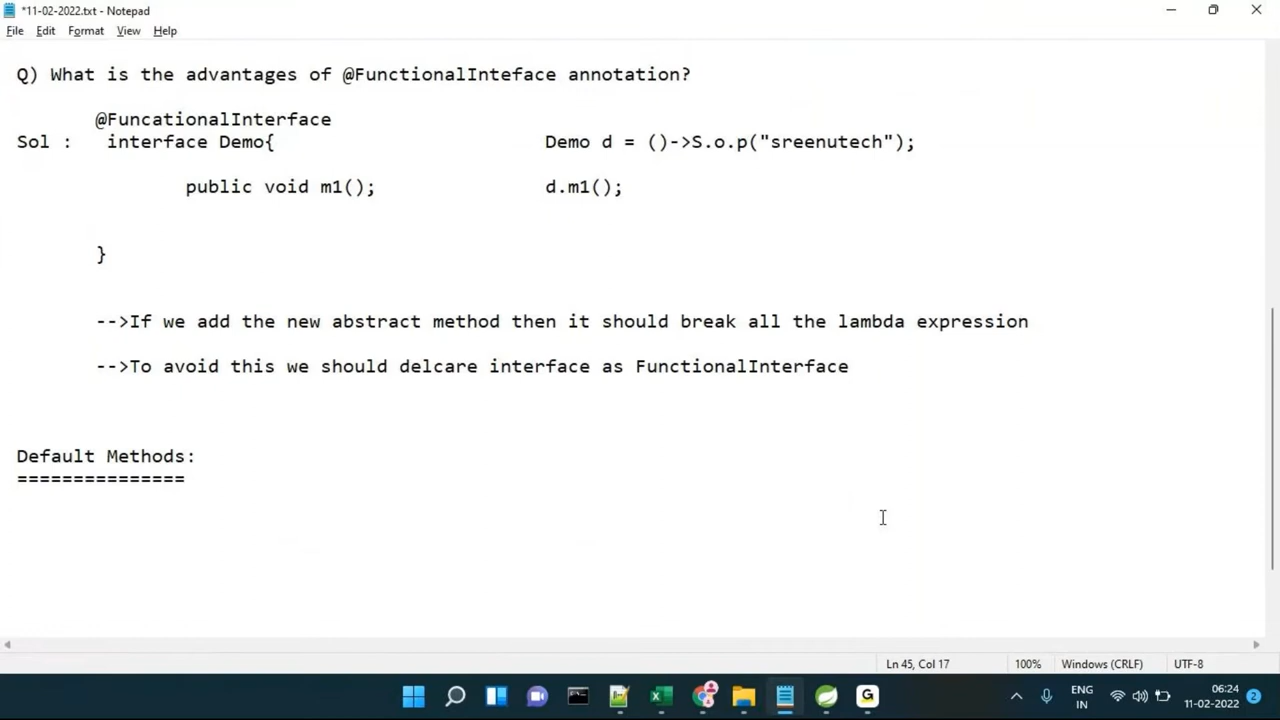 *11-02-2022.txt - Notepad
File Edit Format View Help
Q) What is the advantages of @FunctionalInteface annotation?
@FuncationalInterface
Sol : interface Demo{ Demo d = ()->S.o.p("sreenutech");
public void m1(); d.m1();
}
-->If we add the new abstract method then it should break all the lambda expression
-->To avoid this we should delcare interface as FunctionalInterface
Default Methods:
===============
Ln 45, Col 17 100% Windows (CRLF) UTF-8
ENG 06:24
IN 11-02-2022 2